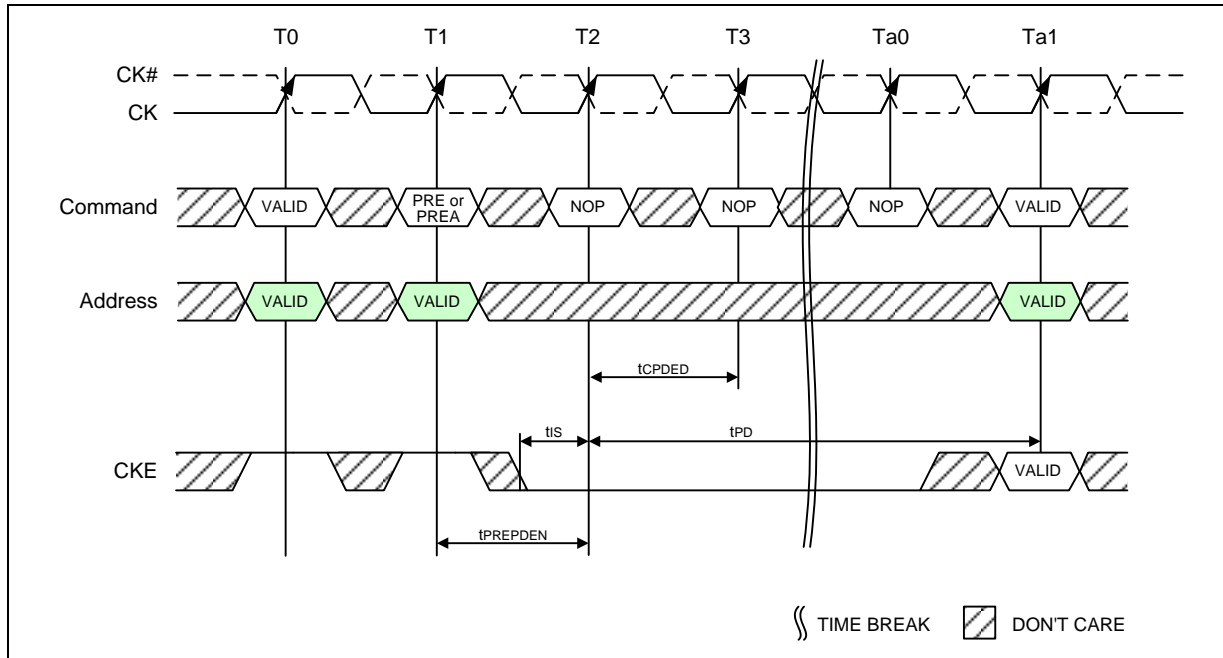 T0 T1 T2 T3 Ta0 Ta1
CK#
CK
Command VALID PRE or PREA NOP NOP NOP VALID
Address VALID VALID VALID
tCPDED
tIS tPD
CKE VALID
tPREPDEN
TIME BREAK DON'T CARE